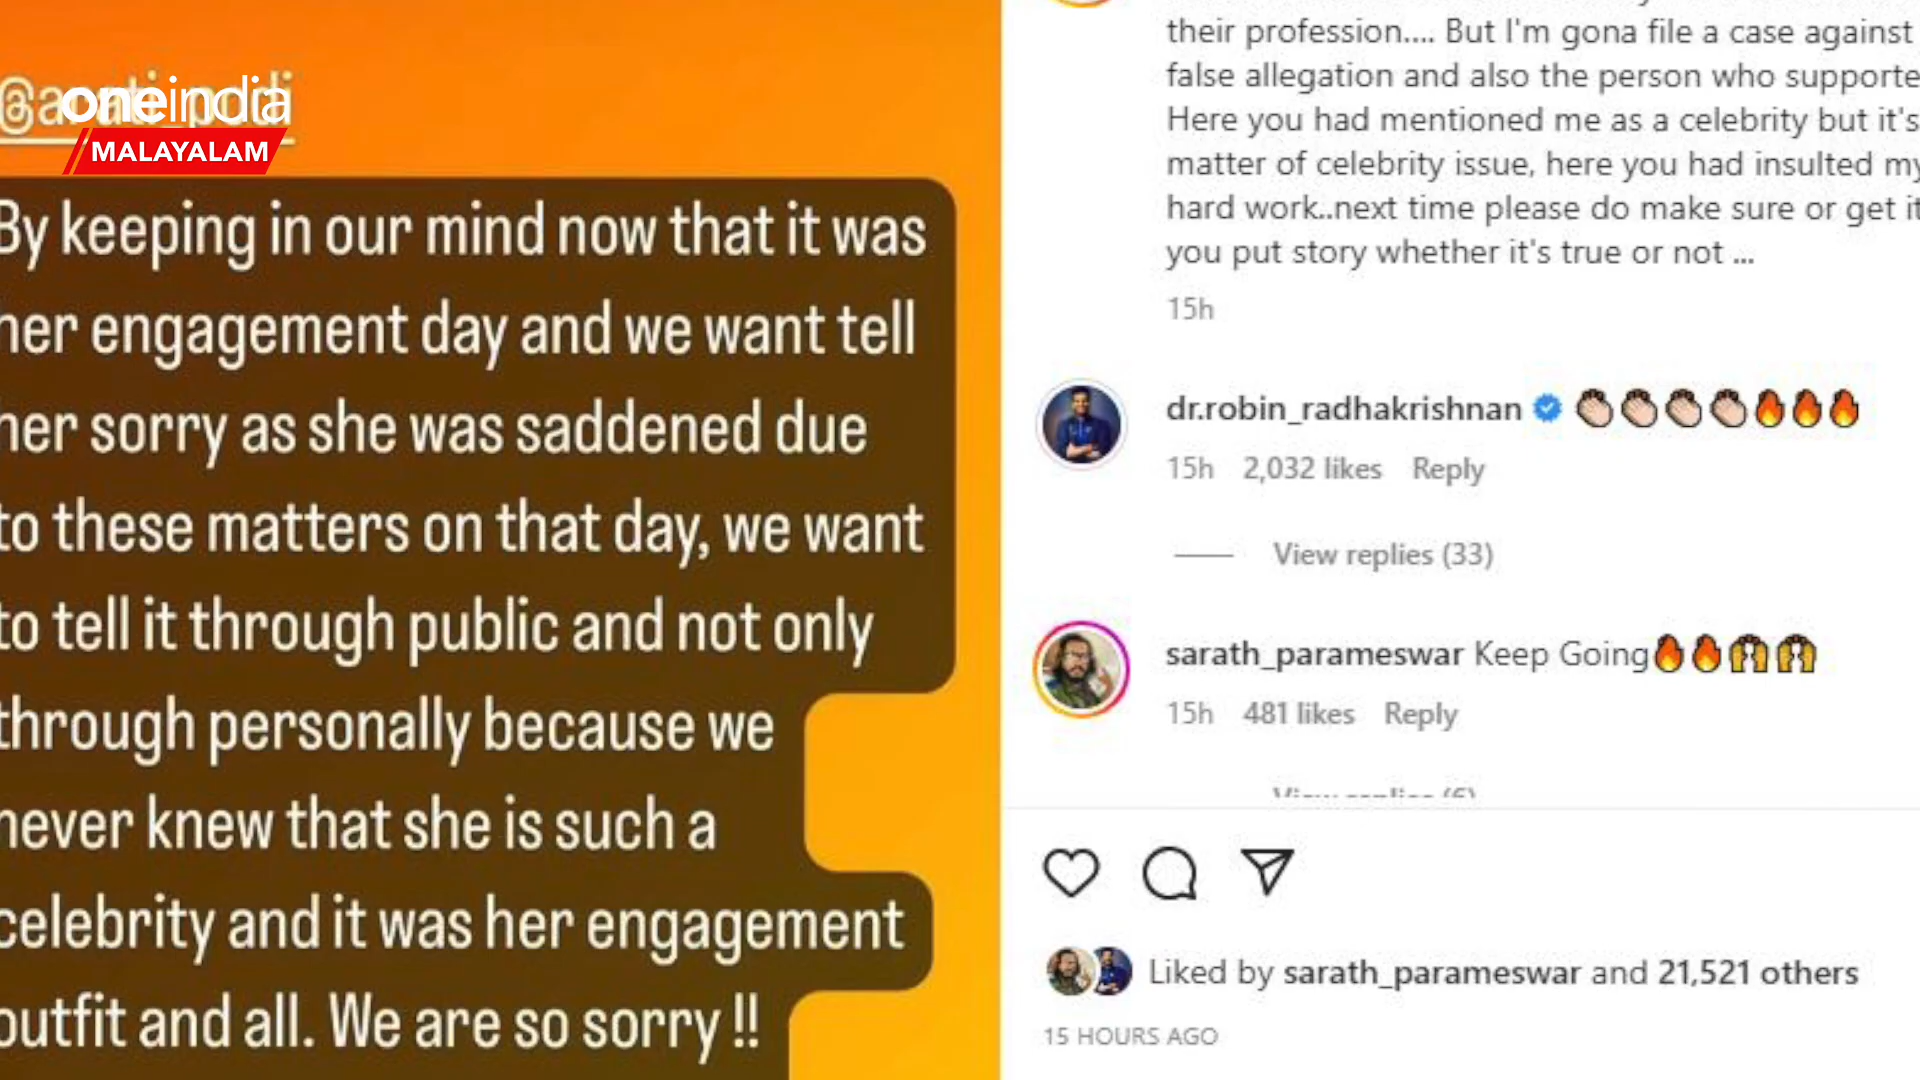 @arati_podi
oneindia
MALAYALAM
By keeping in our mind now that it was
her engagement day and we want tell
her sorry as she was saddened due
to these matters on that day, we want
to tell it through public and not only
through personally because we
never knew that she is such a
celebrity and it was her engagement
outfit and all. We are so sorry !!
their profession.... But I'm gona file a case against
false allegation and also the person who supporte
Here you had mentioned me as a celebrity but it's
matter of celebrity issue, here you had insulted my
hard work..next time please do make sure or get it
you put story whether it's true or not ...
15h
dr.robin_radhakrishnan 👏🏻👏🏻👏🏻👏🏻🔥🔥🔥
15h 2,032 likes Reply
View replies (33)
sarath_parameswar Keep Going🔥🔥🙌🙌
15h 481 likes Reply
View replies (6)
Liked by sarath_parameswar and 21,521 others
15 HOURS AGO